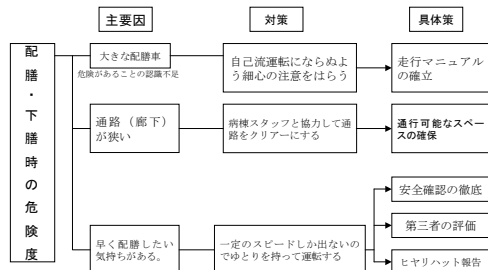 主要因
対策
具体策
配膳・下膳時の危険度
大きな配膳車
危険があることの認識不足
自己流運転にならぬよ
う細心の注意をはらう
走行マニュアル
の確立
通路（廊下）
が狭い
病棟スタッフと協力して通
路をクリアーにする
通行可能なスペー
スの確保
早く配膳したい
気持ちがある。
一定のスピードしか出ないの
でゆとりを持って運転する
安全確認の徹底
第三者の評価
ヒヤリハット報告